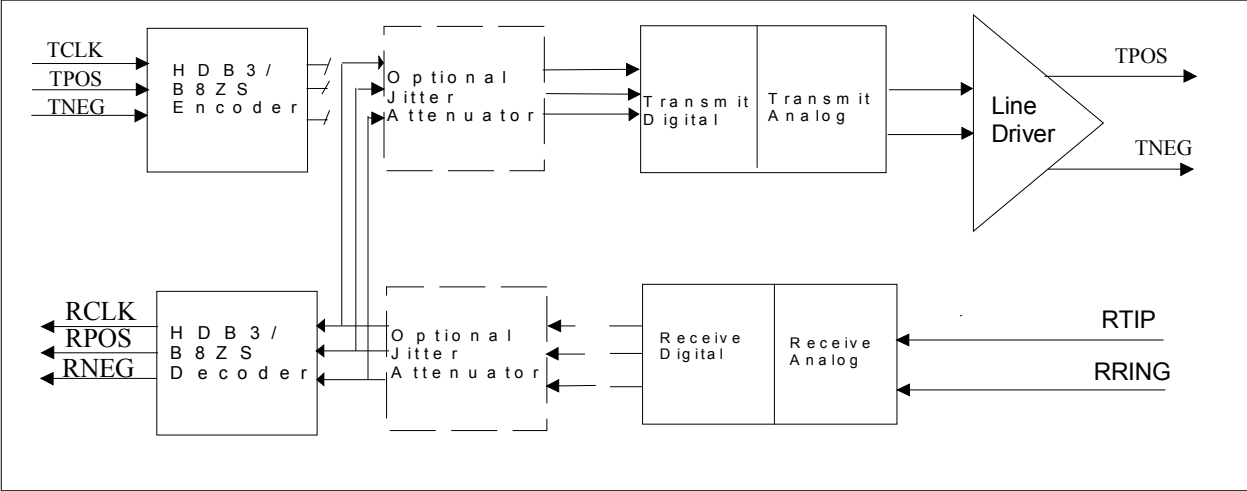 TCLK
TPOS
TNEG
HDB3/
B8ZS
Encoder
Optional
Jitter
Attenuator
Transmit
Digital
Transmit
Analog
Line
Driver
TPOS
TNEG
RCLK
RPOS
RNEG
HDB3/
B8ZS
Decoder
Optional
Jitter
Attenuator
Receive
Digital
Receive
Analog
RTIP
RRING